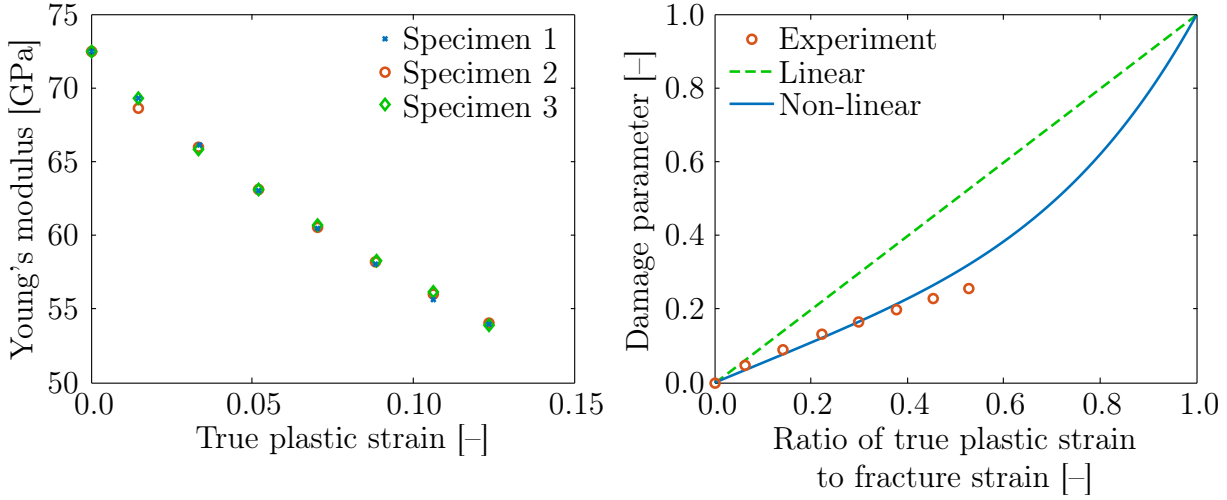 75
70
65
60
55
50
0.0
0.05
0.10
0.15
Young's modulus [GPa]
True plastic strain [–]
Specimen 1
Specimen 2
Specimen 3
1.0
0.8
0.6
0.4
0.2
0.0
0.0
0.2
0.4
0.6
0.8
1.0
Damage parameter [–]
Ratio of true plastic strain
to fracture strain [–]
Experiment
Linear
Non-linear